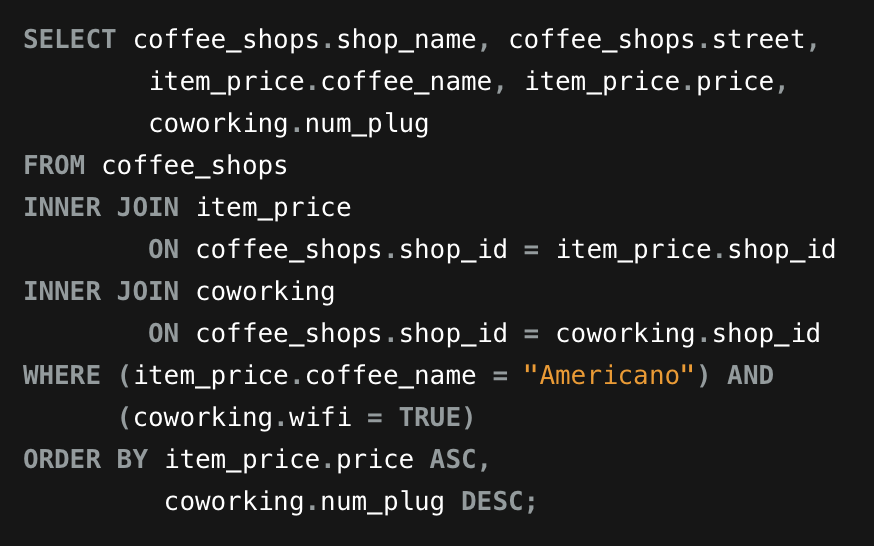 SELECT coffee_shops.shop_name, coffee_shops.street,
item_price.coffee_name, item_price.price,
coworking.num_plug
FROM coffee_shops
INNER JOIN item_price
ON coffee_shops.shop_id = item_price.shop_id
INNER JOIN coworking
ON coffee_shops.shop_id = coworking.shop_id
WHERE (item_price.coffee_name = "Americano") AND
(coworking.wifi = TRUE)
ORDER BY item_price.price ASC,
coworking.num_plug DESC;